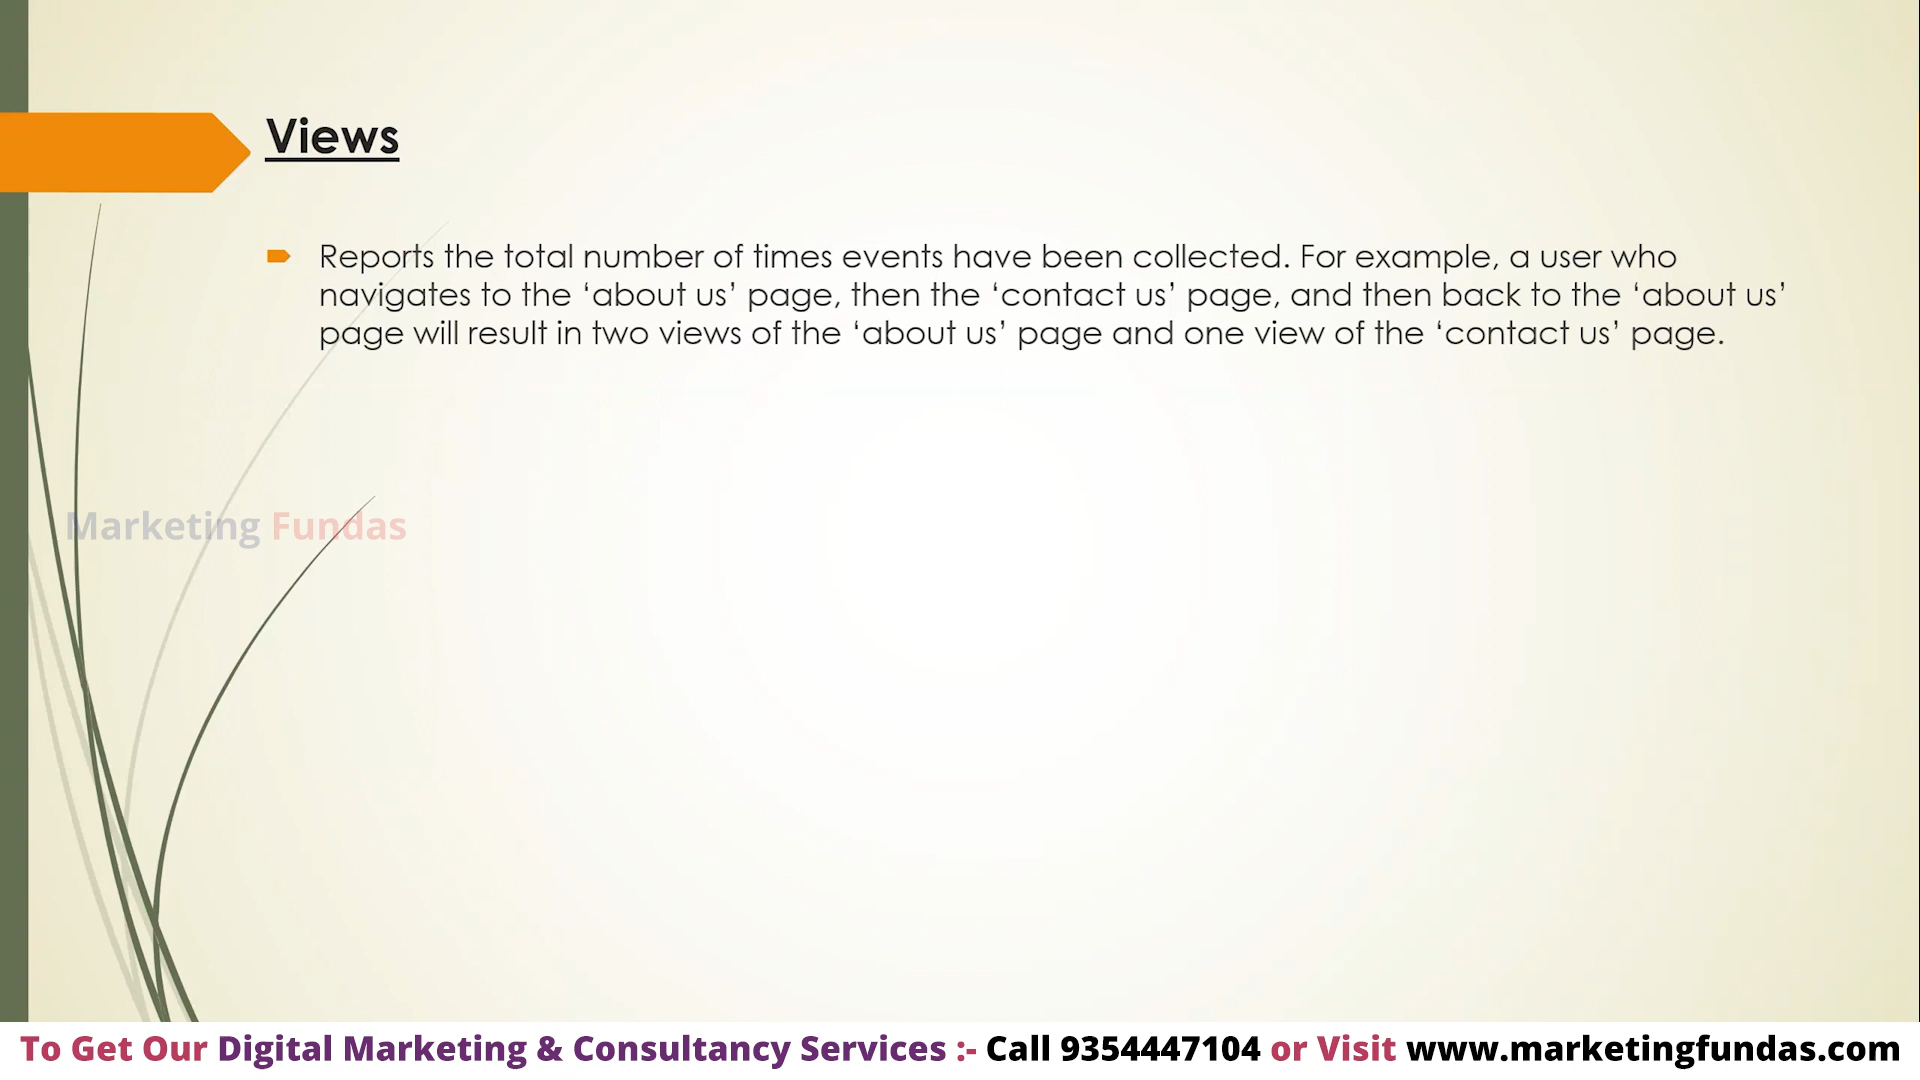 Views
Reports the total number of times events have been collected. For example, a user who
navigates to the ‘about us’ page, then the ‘contact us’ page, and then back to the ‘about us’
page will result in two views of the ‘about us’ page and one view of the ‘contact us’ page.
Marketing Fundas
To Get Our Digital Marketing & Consultancy Services :- Call 9354447104 or Visit www.marketingfundas.com